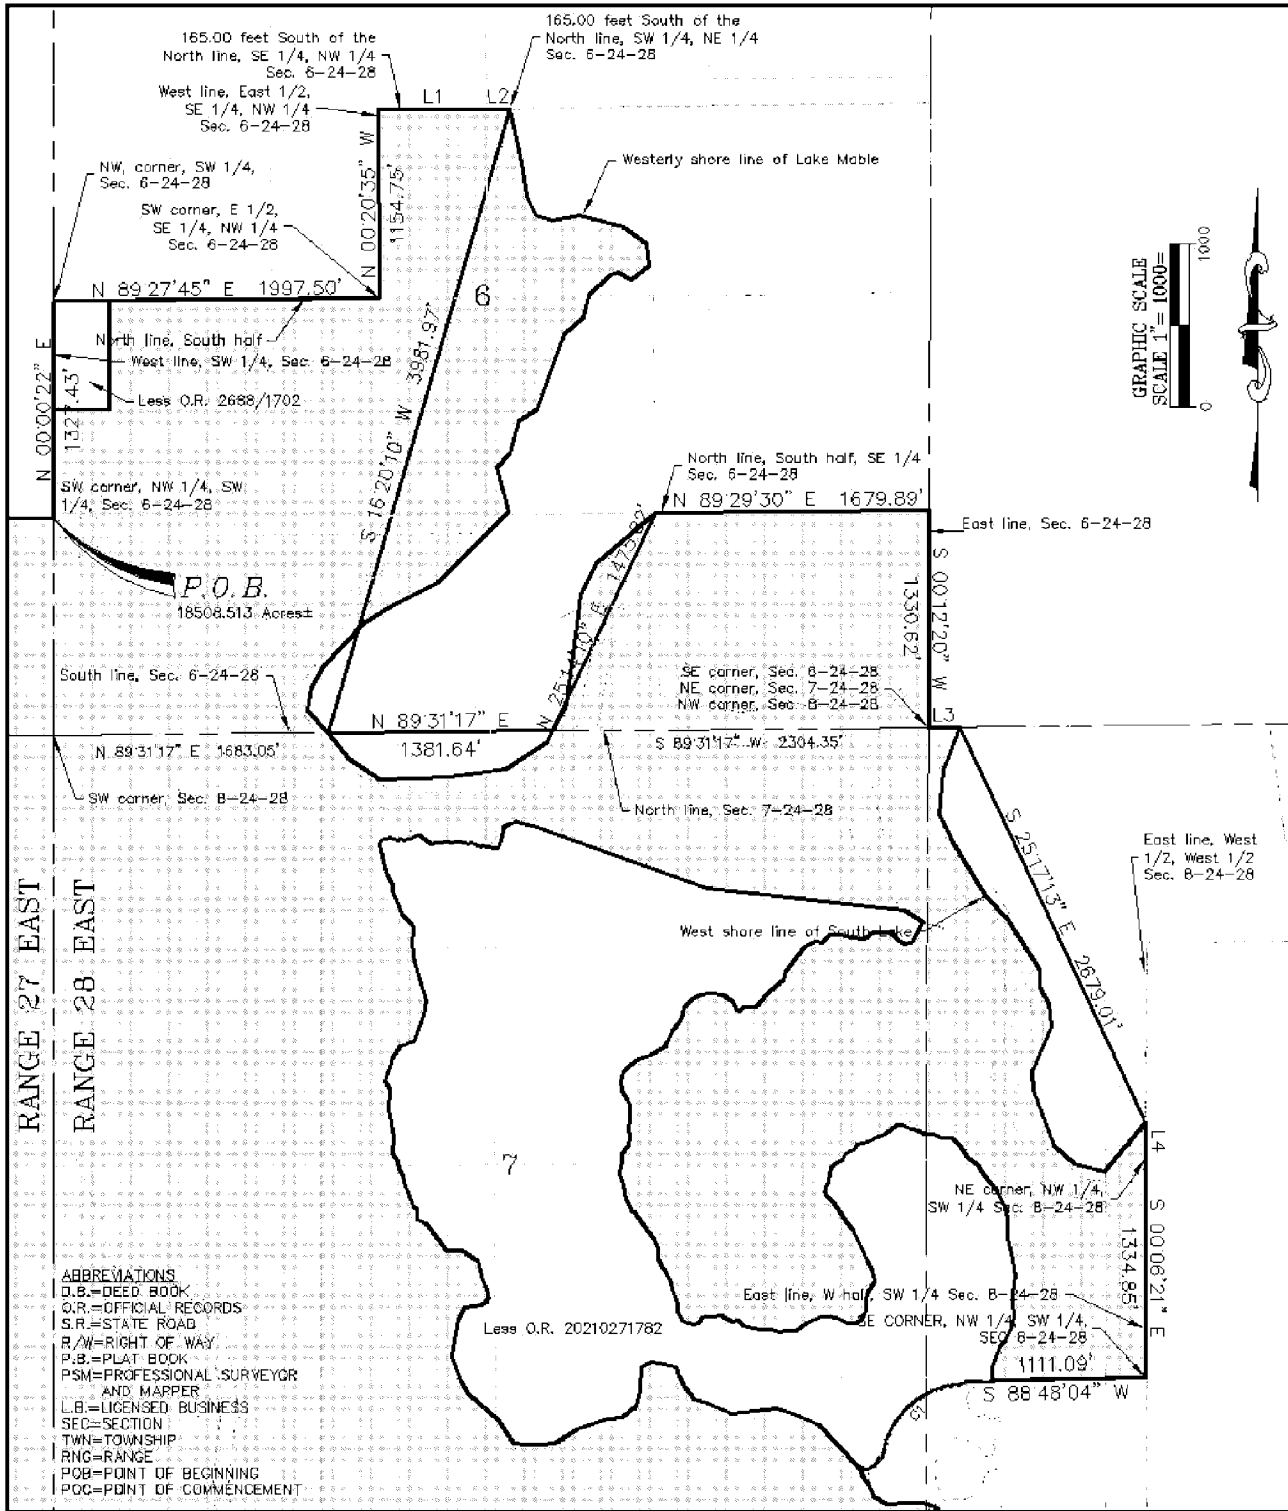 165.00 feet South of the
North line, SE 1/4, NW 1/4
Sec. 6-24-28
165.00 feet South of the
North line, SW 1/4, NE 1/4
Sec. 6-24-28
West line, East 1/2,
SE 1/4, NW 1/4
Sec. 6-24-28
L1
L2
NW, corner, SW 1/4,
Sec. 6-24-28
SW corner, E 1/2,
SE 1/4, NW 1/4
Sec. 6-24-28
N 00°20'35" W
1154.75'
Westerly shore line of Lake Mable
N 89°27'45" E 1997.50'
6
North line, South half
West line, SW 1/4, Sec. 6-24-28
Less O.R. 2688/1702
N 00°00'22" E
1327.43'
S 16°20'10" W 3981.97'
GRAPHIC SCALE
SCALE 1"= 1000=
0
1000
SW corner, NW 1/4, SW
1/4, Sec. 6-24-28
North line, South half, SE 1/4
Sec. 6-24-28
N 89°29'30" E 1679.89'
East line, Sec. 6-24-28
P.O.B.
18508.513 Acres±
S 00°12'20" W
1330.62'
South line, Sec. 6-24-28
SE corner, Sec. 6-24-28
NE corner, Sec. 7-24-28
NW corner, Sec. 8-24-28
L3
N 89°31'17" E
1381.64'
N 89°31'17" E 1683.05'
S 89°31'17" W 2304.35'
SW corner, Sec. 8-24-28
North line, Sec. 7-24-28
S 25°17'13" E 2679.01'
East line, West
1/2, West 1/2
Sec. 8-24-28
RANGE 27 EAST
RANGE 28 EAST
West shore line of South Lake
7
L4
NE corner, NW 1/4,
SW 1/4 Sec. 8-24-28
S 00°06'21" E
1334.85'
East line, W half, SW 1/4 Sec. 8-24-28
SE CORNER, NW 1/4, SW 1/4,
SEC 6-24-28
1111.09'
S 88°48'04" W
Less O.R. 20210271782
ABBREVIATIONS
D.B.=DEED BOOK
O.R.=OFFICIAL RECORDS
S.R.=STATE ROAD
R/W=RIGHT OF WAY
P.B.=PLAT BOOK
PSM=PROFESSIONAL SURVEYOR
AND MAPPER
L.B.=LICENSED BUSINESS
SEC=SECTION
TWN=TOWNSHIP
RNG=RANGE
POB=POINT OF BEGINNING
POC=POINT OF COMMENCEMENT